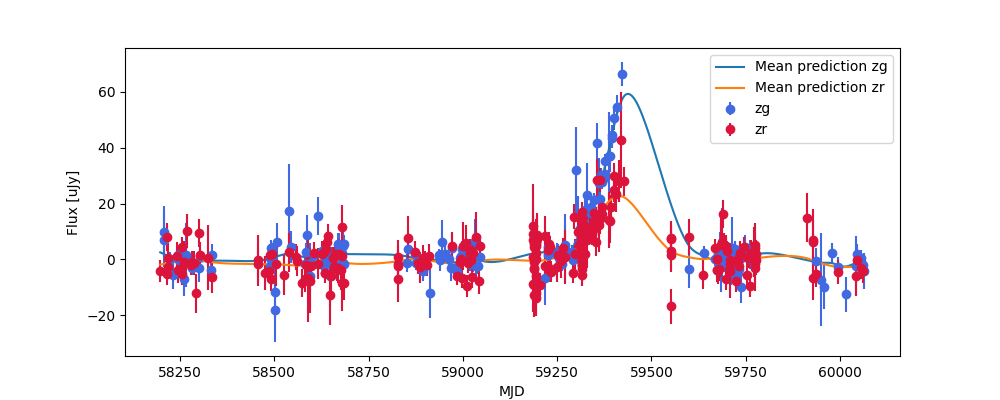 Flux [uJy]
60
40
20
0
−20
58250
58500
58750
59000
59250
59500
59750
60000
MJD
Mean prediction zg
Mean prediction zr
zg
zr